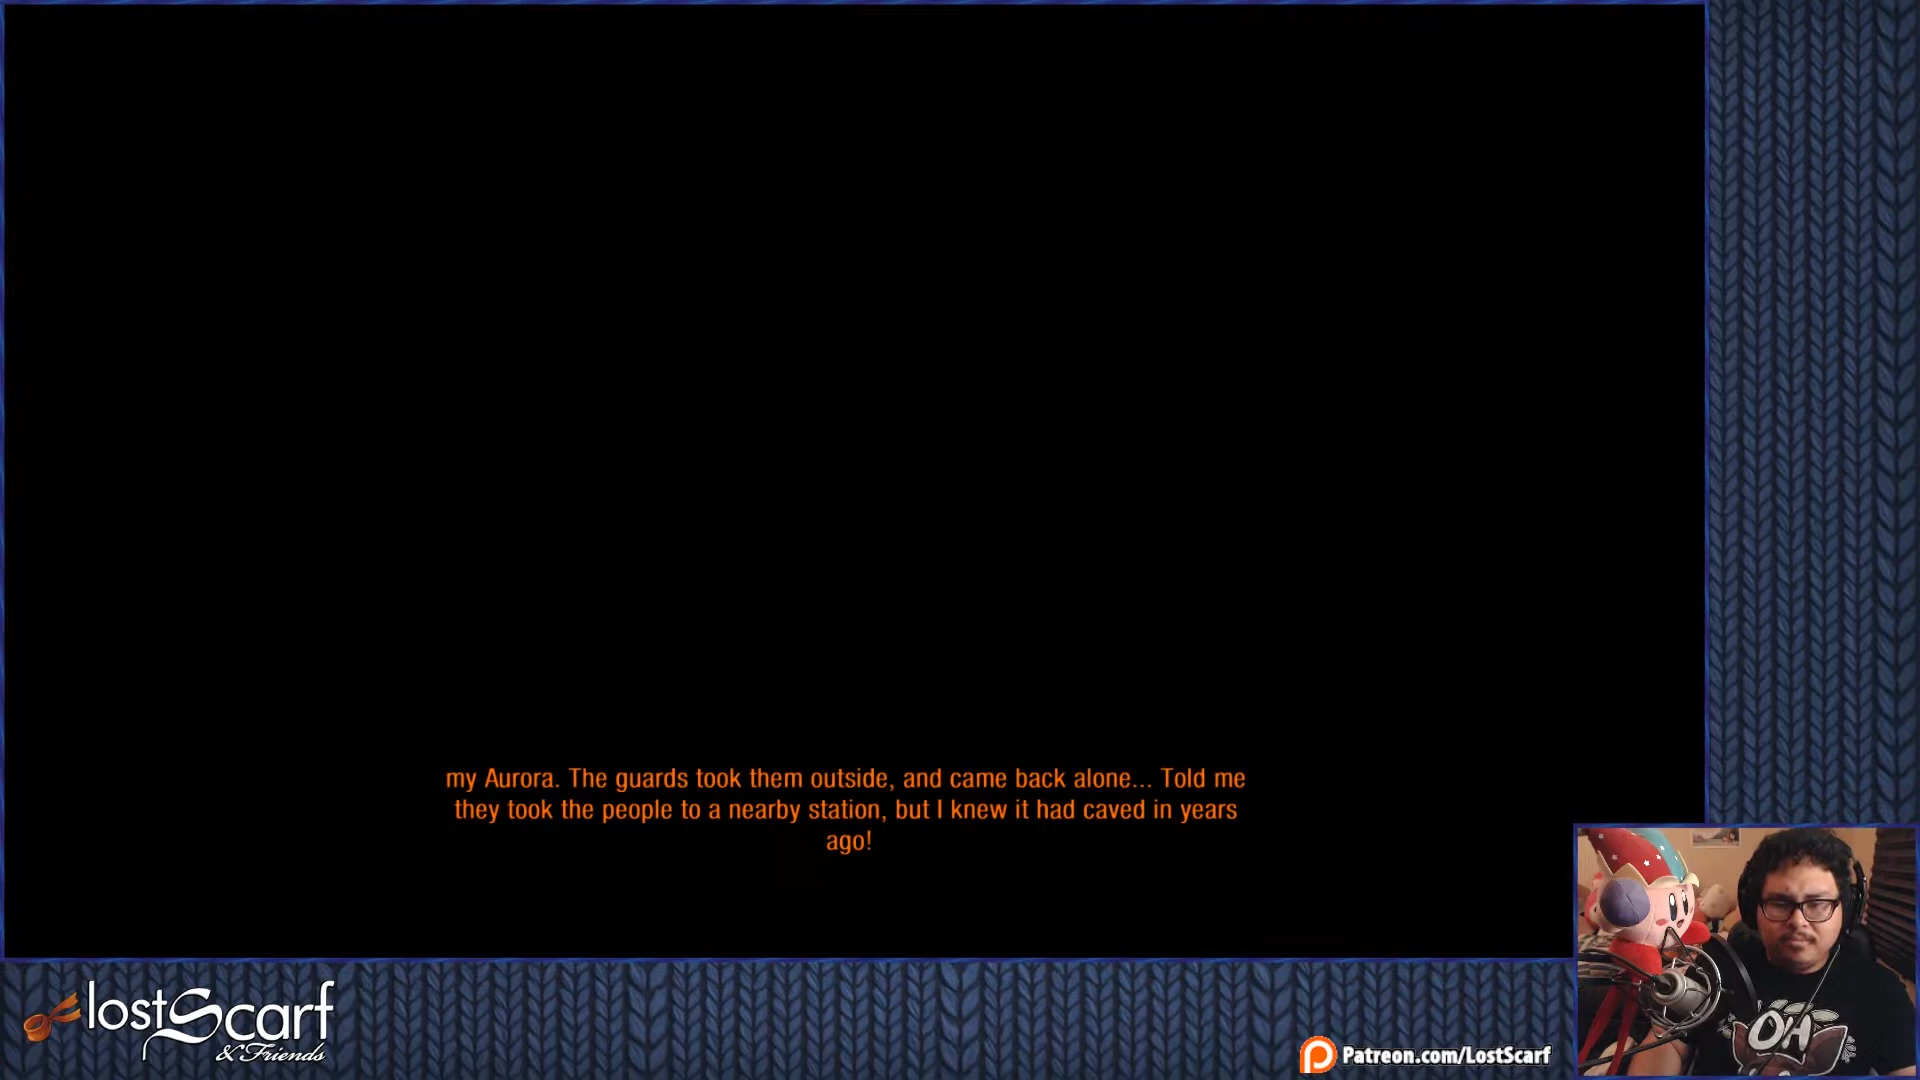 my Aurora. The guards took them outside, and came back alone... Told me
they took the people to a nearby station, but I knew it had caved in years
ago!
lostScarf
& Friends
Patreon.com/LostScarf
OH